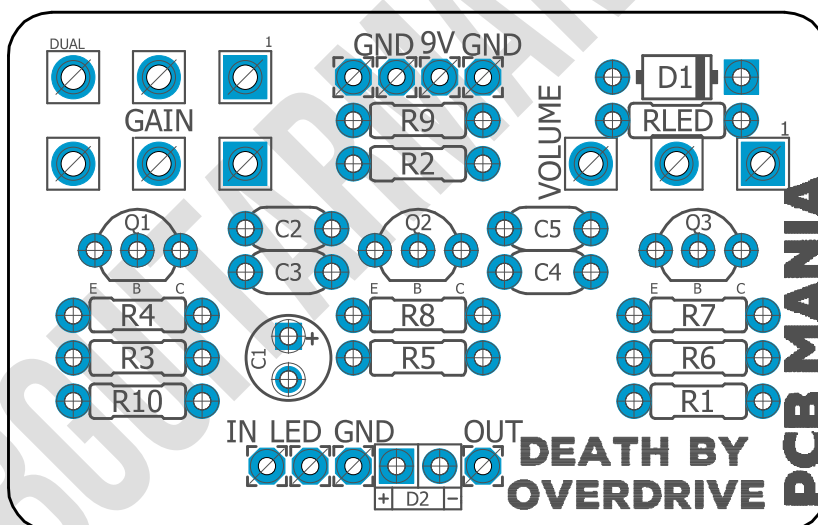 DUAL
1
GND 9V GND
D1
GAIN
R9
RLED
R2
VOLUME
1
Q1
C2
Q2
C5
Q3
C3
C4
E B C
E B C
E B C
R4
R8
R7
C1
+
R3
R5
R6
R10
R1
IN LED GND
OUT
+ D2 −
DEATH BY
OVERDRIVE
PCB MANIA